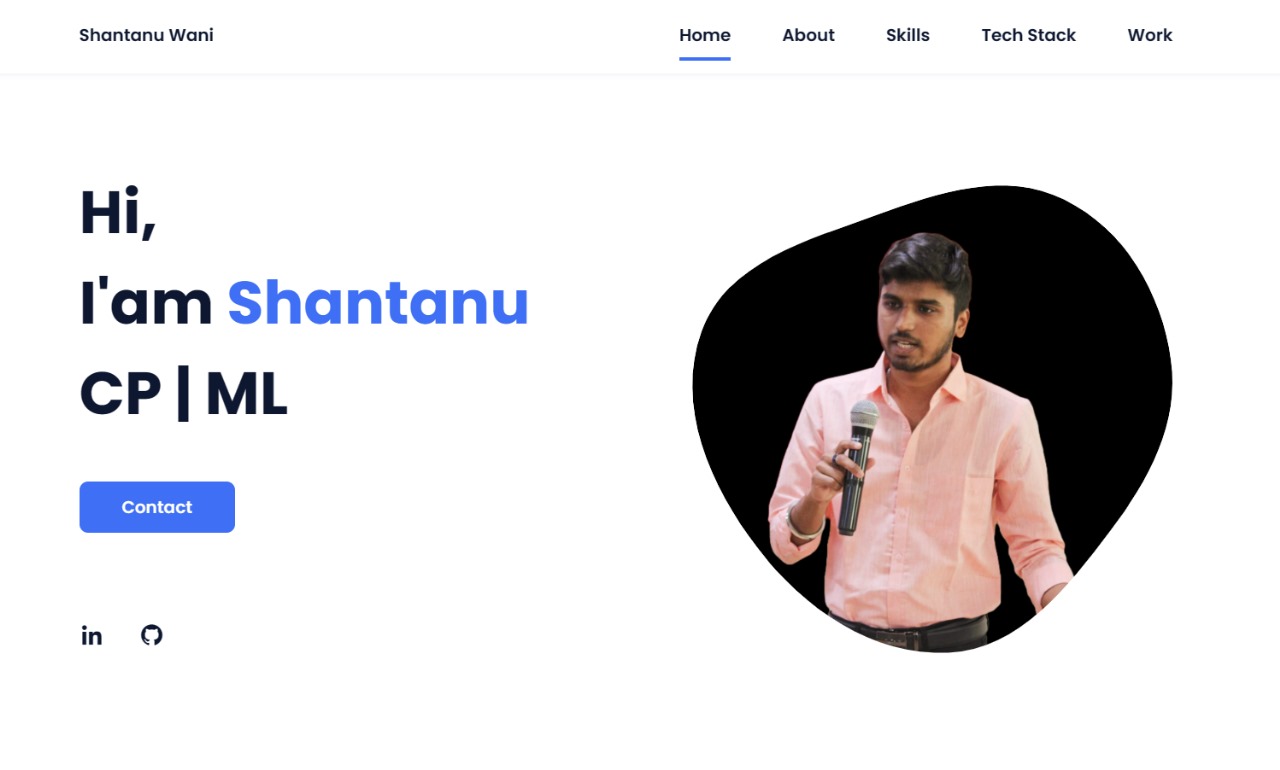 Shantanu Wani
Home About Skills Tech Stack Work
Hi,
I'am Shantanu
CP | ML
Contact
in